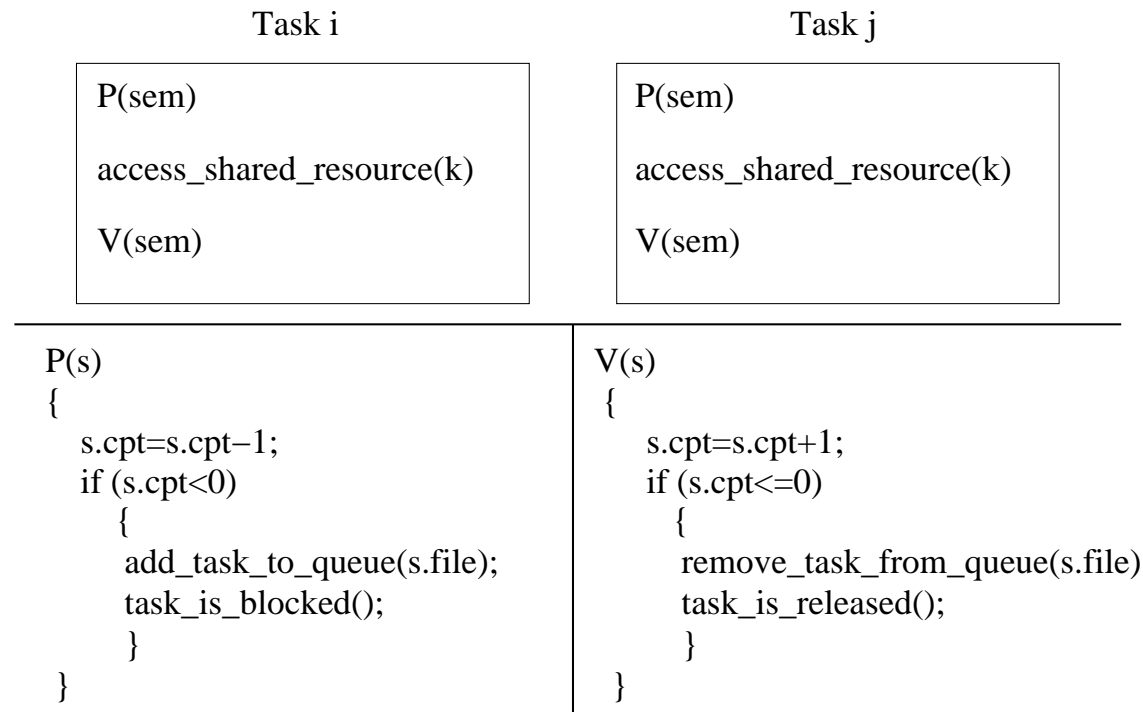 Task i
P(sem)
access_shared_resource(k)
V(sem)
Task j
P(sem)
access_shared_resource(k)
V(sem)
P(s)
{
s.cpt=s.cpt−1;
if (s.cpt<0)
{
add_task_to_queue(s.file);
task_is_blocked();
}
}
V(s)
{
s.cpt=s.cpt+1;
if (s.cpt<=0)
{
remove_task_from_queue(s.file)
task_is_released();
}
}